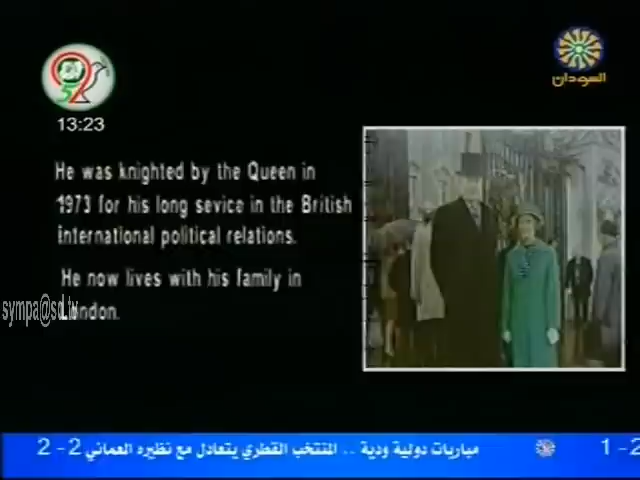 السودان
13:23
He was knighted by the Queen in
1973 for his long sevice in the British
international political relations.
He now lives with his family in
London.
sympa@sd.tv
مباريات دولية ودية .. المنتخب القطري يتعادل مع نظيره العماني 2-2
1-2